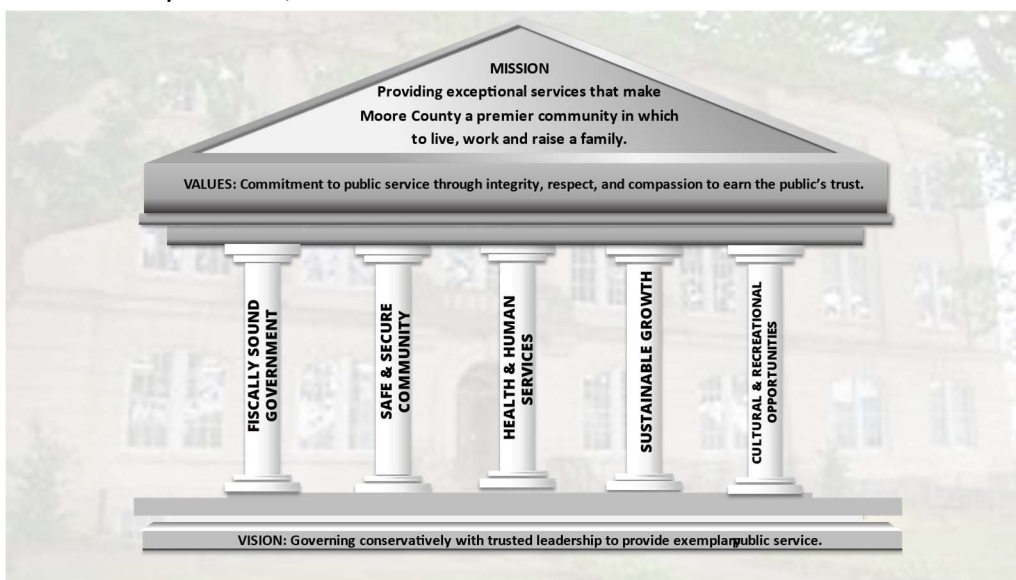 MISSION
Providing exceptional services that make
Moore County a premier community in which
to live, work and raise a family.
VALUES: Commitment to public service through integrity, respect, and compassion to earn the public's trust.
FISCALLY SOUND
GOVERNMENT
SAFE & SECURE
COMMUNITY
HEALTH & HUMAN
SERVICES
SUSTAINABLE GROWTH
CULTURAL & RECREATIONAL
OPPORTUNITIES
VISION: Governing conservatively with trusted leadership to provide exemplary public service.